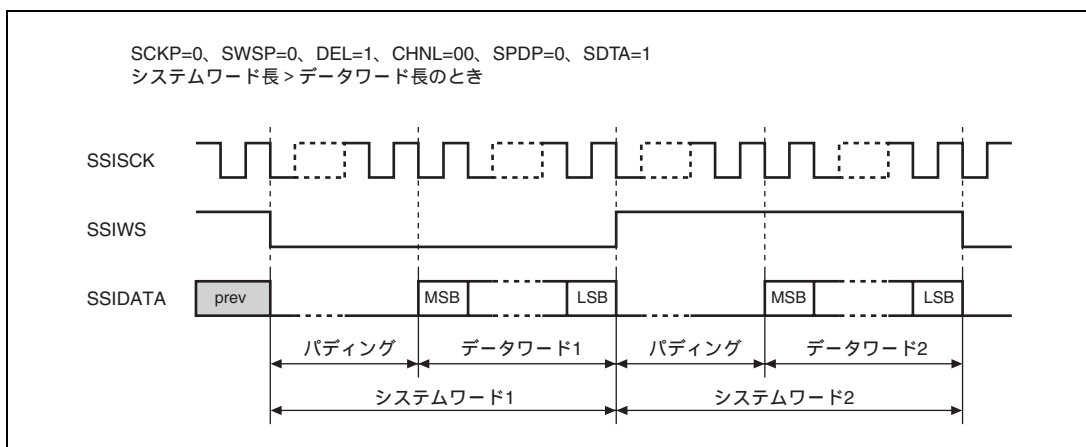 SCKP=0、SWSP=0、DEL=1、CHNL=00、SPDP=0、SDTA=1
システムワード長>データワード長のとき
SSISCK
SSIWS
SSIDATA
prev
MSB
LSB
MSB
LSB
パディング
データワード1
パディング
データワード2
システムワード1
システムワード2